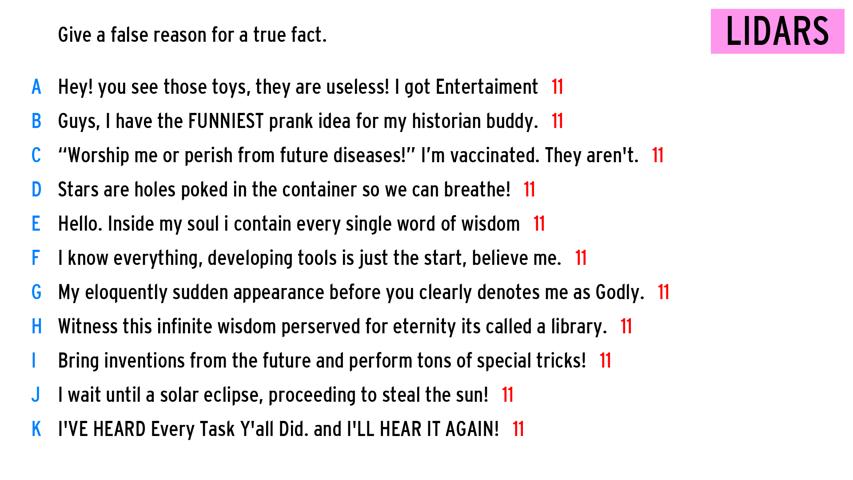 Give a false reason for a true fact.
LIDARS
A Hey! you see those toys, they are useless! I got Entertaiment 11
B Guys, I have the FUNNIEST prank idea for my historian buddy. 11
C “Worship me or perish from future diseases!” I’m vaccinated. They aren't. 11
D Stars are holes poked in the container so we can breathe! 11
E Hello. Inside my soul i contain every single word of wisdom 11
F I know everything, developing tools is just the start, believe me. 11
G My eloquently sudden appearance before you clearly denotes me as Godly. 11
H Witness this infinite wisdom perserved for eternity its called a library. 11
I Bring inventions from the future and perform tons of special tricks! 11
J I wait until a solar eclipse, proceeding to steal the sun! 11
K I'VE HEARD Every Task Y'all Did. and I'LL HEAR IT AGAIN! 11